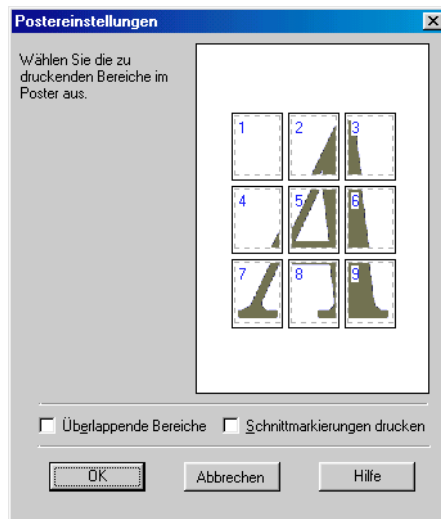 Postereinstellungen
Wählen Sie die zu
druckenden Bereiche im
Poster aus.
1 2 3
4 5 6
7 8 9
Überlappende Bereiche Schnittmarkierungen drucken
OK Abbrechen Hilfe